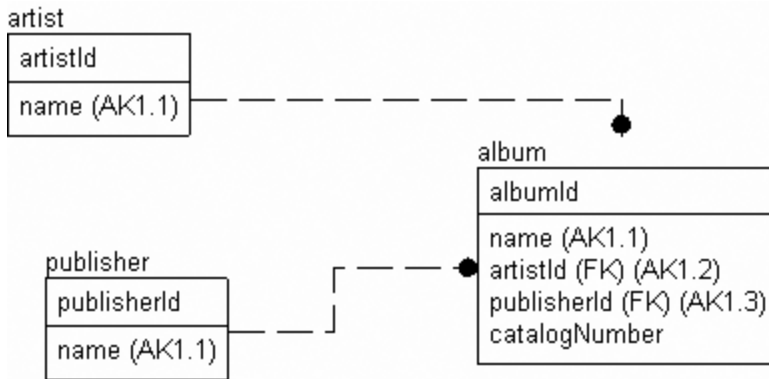 artist
artistId
name (AK1.1)
album
albumId
name (AK1.1)
artistId (FK) (AK1.2)
publisherId (FK) (AK1.3)
catalogNumber
publisher
publisherId
name (AK1.1)